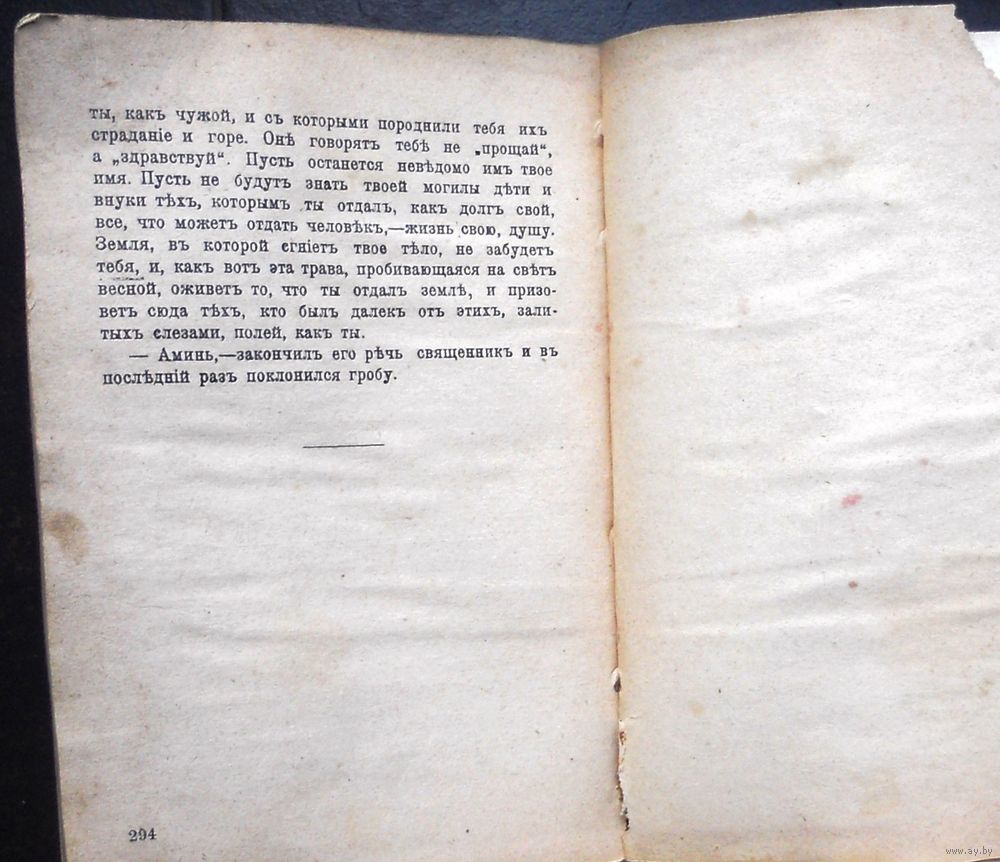 ты, какъ чужой, и съ которыми породнили тебя ихъ
страданіе и горе. Онѣ говорятъ тебѣ не „прощай“,
а „здравствуй“. Пусть останется невѣдомо имъ твое
имя. Пусть не будутъ знать твоей могилы дѣти и
внуки тѣхъ, которымъ ты отдалъ, какъ долгъ свой,
все, что можетъ отдать человѣкъ,—жизнь свою, душу.
Земля, въ которой сгніетъ твое тѣло, не забудетъ
тебя, и, какъ вотъ эта трава, пробивающаяся на свѣтъ
весной, оживетъ то, что ты отдалъ землѣ, и призо-
ветъ сюда тѣхъ, кто былъ далекъ отъ этихъ, зали-
тыхъ слезами, полей, какъ ты.
— Аминь,—закончилъ его рѣчь священникъ и въ
послѣдній разъ поклонился гробу.
294
www.ay.by